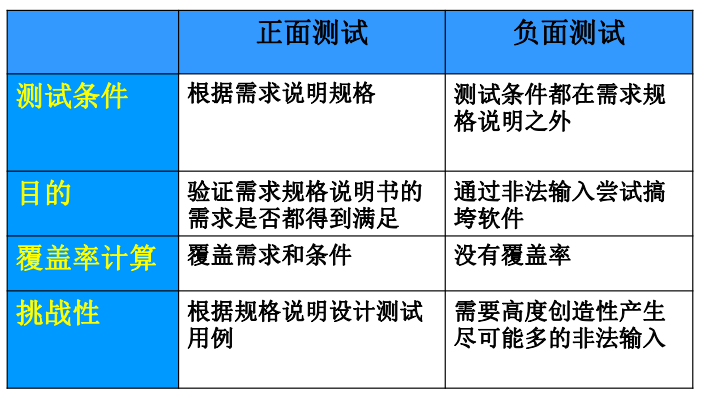 正面测试 负面测试
测试条件 根据需求说明规格 测试条件都在需求规
格说明之外
目的 验证需求规格说明书的 通过非法输入尝试搞
需求是否都得到满足 垮软件
覆盖率计算 覆盖需求和条件 没有覆盖率
挑战性 根据规格说明设计测试 需要高度创造性产生
用例 尽可能多的非法输入